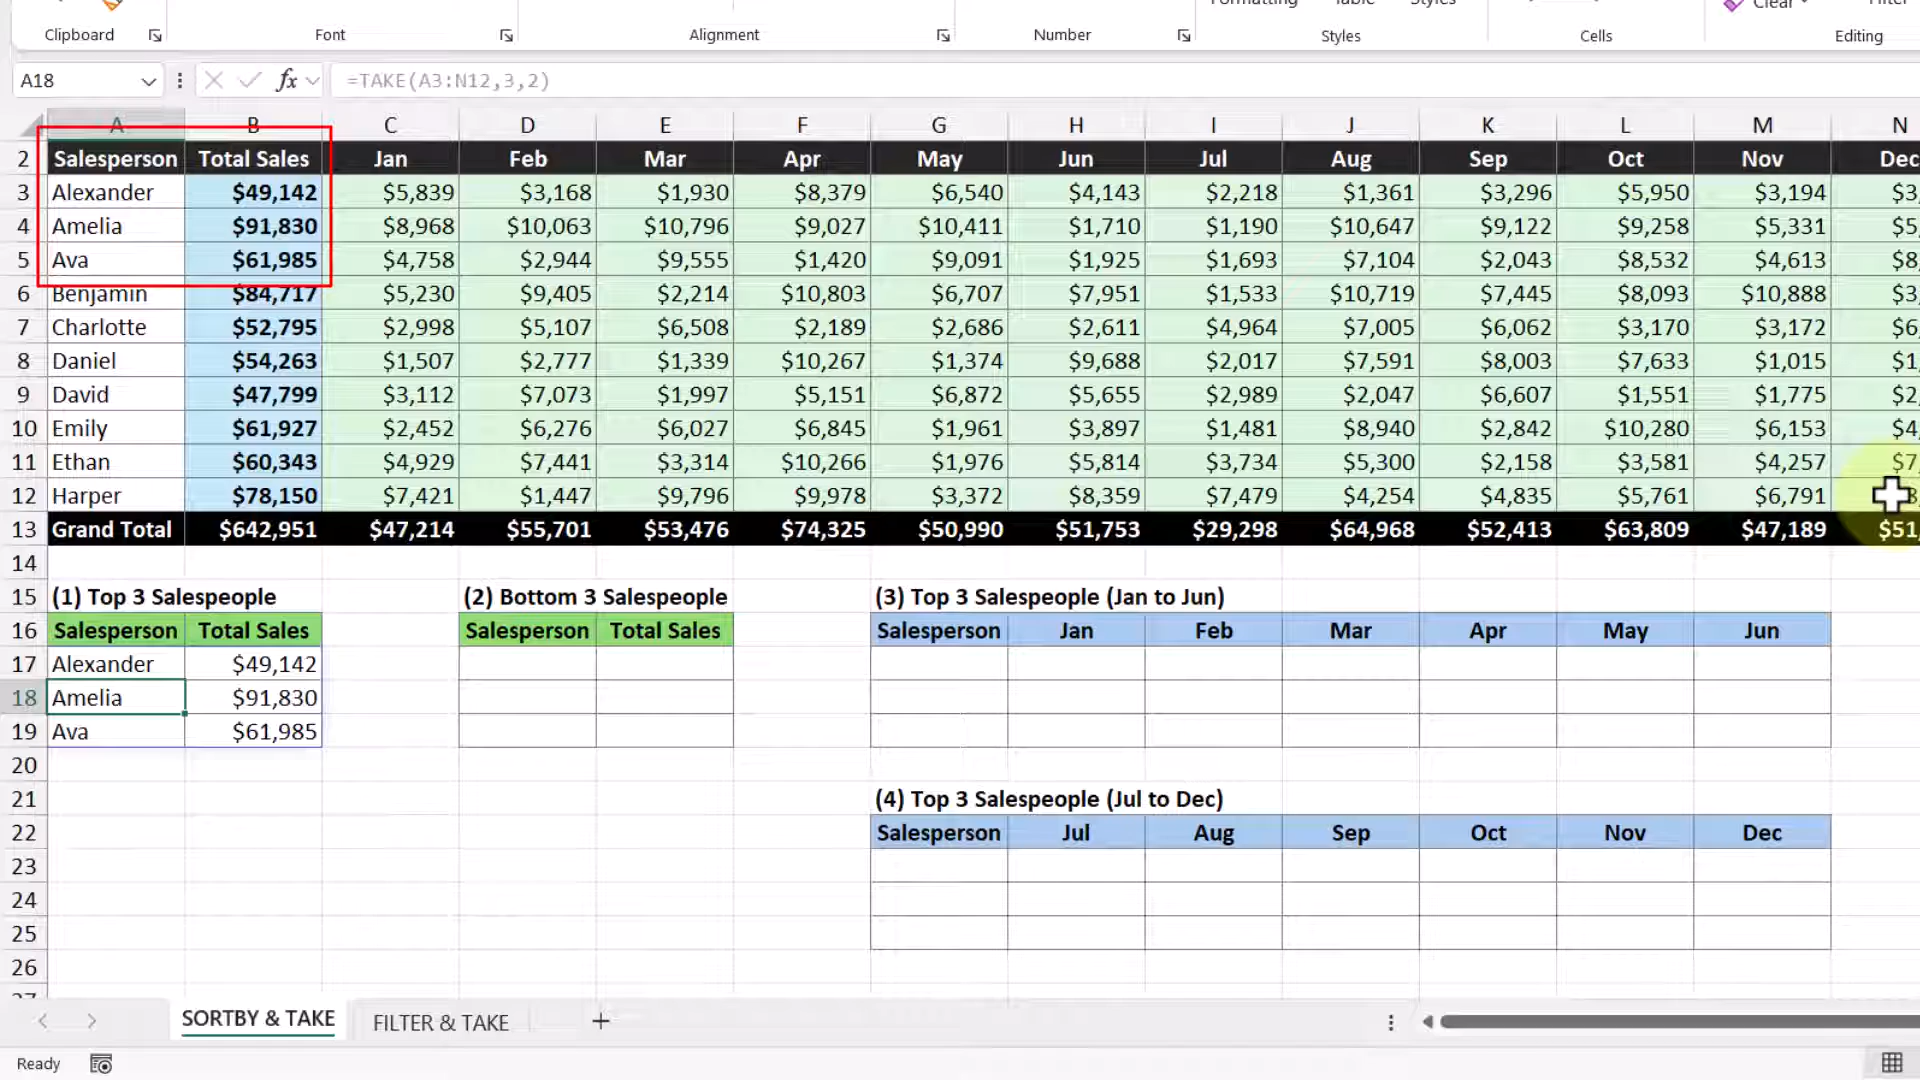 Clear
Clipboard Font Alignment Number Styles Cells Editing
A18 fx =TAKE(A3:N12,3,2)
A B C D E F G H I J K L M N
2 Salesperson Total Sales Jan Feb Mar Apr May Jun Jul Aug Sep Oct Nov Dec
3 Alexander $49,142 $5,839 $3,168 $1,930 $8,379 $6,540 $4,143 $2,218 $1,361 $3,296 $5,950 $3,194 $3,
4 Amelia $91,830 $8,968 $10,063 $10,796 $9,027 $10,411 $1,710 $1,190 $10,647 $9,122 $9,258 $5,331 $5,
5 Ava $61,985 $4,758 $2,944 $9,555 $1,420 $9,091 $1,925 $1,693 $7,104 $2,043 $8,532 $4,613 $8,
6 Benjamin $84,717 $5,230 $9,405 $2,214 $10,803 $6,707 $7,951 $1,533 $10,719 $7,445 $8,093 $10,888 $3,
7 Charlotte $52,795 $2,998 $5,107 $6,508 $2,189 $2,686 $2,611 $4,964 $7,005 $6,062 $3,170 $3,172 $6,
8 Daniel $54,263 $1,507 $2,777 $1,339 $10,267 $1,374 $9,688 $2,017 $7,591 $8,003 $7,633 $1,015 $1,
9 David $47,799 $3,112 $7,073 $1,997 $5,151 $6,872 $5,655 $2,989 $2,047 $6,607 $1,551 $1,775 $2,
10 Emily $61,927 $2,452 $6,276 $6,027 $6,845 $1,961 $3,897 $1,481 $8,940 $2,842 $10,280 $6,153 $4,
11 Ethan $60,343 $4,929 $7,441 $3,314 $10,266 $1,976 $5,814 $3,734 $5,300 $2,158 $3,581 $4,257 $7,
12 Harper $78,150 $7,421 $1,447 $9,796 $9,978 $3,372 $8,359 $7,479 $4,254 $4,835 $5,761 $6,791
13 Grand Total $642,951 $47,214 $55,701 $53,476 $74,325 $50,990 $51,753 $29,298 $64,968 $52,413 $63,809 $47,189 $51,
14
15 (1) Top 3 Salespeople (2) Bottom 3 Salespeople (3) Top 3 Salespeople (Jan to Jun)
16 Salesperson Total Sales Salesperson Total Sales Salesperson Jan Feb Mar Apr May Jun
17 Alexander $49,142
18 Amelia $91,830
19 Ava $61,985
20
21 (4) Top 3 Salespeople (Jul to Dec)
22 Salesperson Jul Aug Sep Oct Nov Dec
23
24
25
26
SORTBY & TAKE FILTER & TAKE
Ready